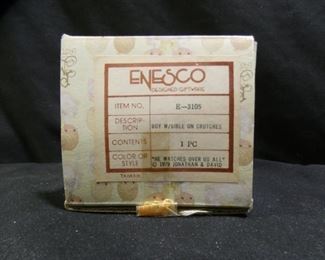 ENESCO
DESIGNED GIFTWARE
ITEM NO. E--3105
DESCRIP-TION BOY W/BIBLE ON CRUTCHES
CONTENTS 1 PC
COLOR OR STYLE "HE WATCHES OVER US ALL"
© 1979 JONATHAN & DAVID
TAIWAN